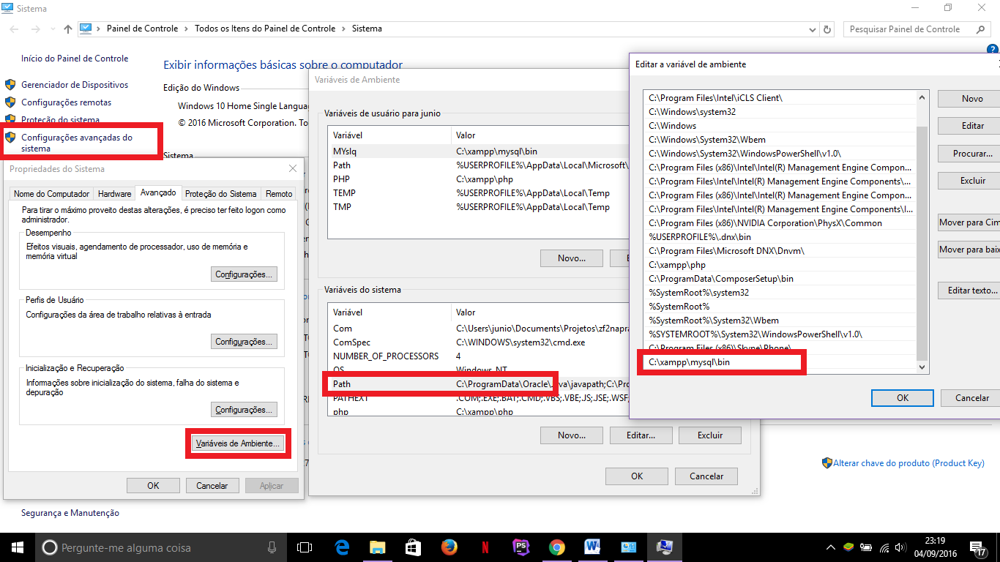 Sistema
Painel de Controle
Todos os Itens do Painel de Controle
Sistema
Pesquisar Painel de Controle
Início do Painel de Controle
Gerenciador de Dispositivos
Configurações remotas
Proteção do sistema
Configurações avançadas do
sistema
Exibir informações básicas sobre o computador
Edição do Windows
Windows 10 Home Single
© 2016 Microsoft Corporation.
Sistema
Propriedades do Sistema
Nome do Computador
Hardware
Avançado
Proteção do Sistema
Remoto
Para tirar o máximo proveito destas alterações, é preciso ter feito logon como
administrador.
Desempenho
Efeitos visuais, agendamento de processador, uso de memória e
memória virtual
Configurações...
Perfis de Usuário
Configurações da área de trabalho relativas à entrada
Configurações...
Inicialização e Recuperação
Informações sobre inicialização do sistema, falha do sistema e
depuração
Configurações...
Variáveis de Ambiente...
OK
Cancelar
Aplicar
Segurança e Manutenção
Variáveis de Ambiente
Variáveis de usuário para junio
Variável Valor
MYslq C:\xampp\mysql\bin
Path %USERPROFILE%\AppData\Local\Microsoft\
PHP C:\xampp\php
TEMP %USERPROFILE%\AppData\Local\Temp
TMP %USERPROFILE%\AppData\Local\Temp
Novo...
Variáveis do sistema
Variável Valor
Com C:\Users\junio\Documents\Projetos\zf2napra
ComSpec C:\WINDOWS\system32\cmd.exe
NUMBER_OF_PROCESSORS 4
OS Windows_NT
Path C:\ProgramData\Oracle\Java\javapath;C:\Pro
PATHEXT .COM;.EXE;.BAT;.CMD;.VBS;.VBE;.JS;.JSE;.WSF;
php C:\xampp\php
Novo...
Editar...
Excluir
OK
Cancelar
Editar a variável de ambiente
C:\Program Files\Intel\iCLS Client\
C:\Windows\system32
C:\Windows
C:\Windows\System32\Wbem
C:\Windows\System32\WindowsPowerShell\v1.0\
C:\Program Files (x86)\Intel\Intel(R) Management Engine Compon...
C:\Program Files\Intel\Intel(R) Management Engine Components\...
C:\Program Files (x86)\Intel\Intel(R) Management Engine Compon...
C:\Program Files\Intel\Intel(R) Management Engine Components\I...
C:\Program Files (x86)\NVIDIA Corporation\PhysX\Common
%USERPROFILE%\.dnx\bin
C:\Program Files\Microsoft DNX\Dnvm\
C:\xampp\php
C:\ProgramData\ComposerSetup\bin
%SystemRoot%\system32
%SystemRoot%
%SystemRoot%\System32\Wbem
%SYSTEMROOT%\System32\WindowsPowerShell\v1.0\
C:\Program Files (x86)\Skype\Phone\
C:\xampp\mysql\bin
Novo
Editar
Procurar...
Excluir
Mover para Cim
Mover para baix
Editar texto...
OK
Cancelar
Alterar chave do produto (Product Key)
Pergunte-me alguma coisa
PS
23:19
04/09/2016
17